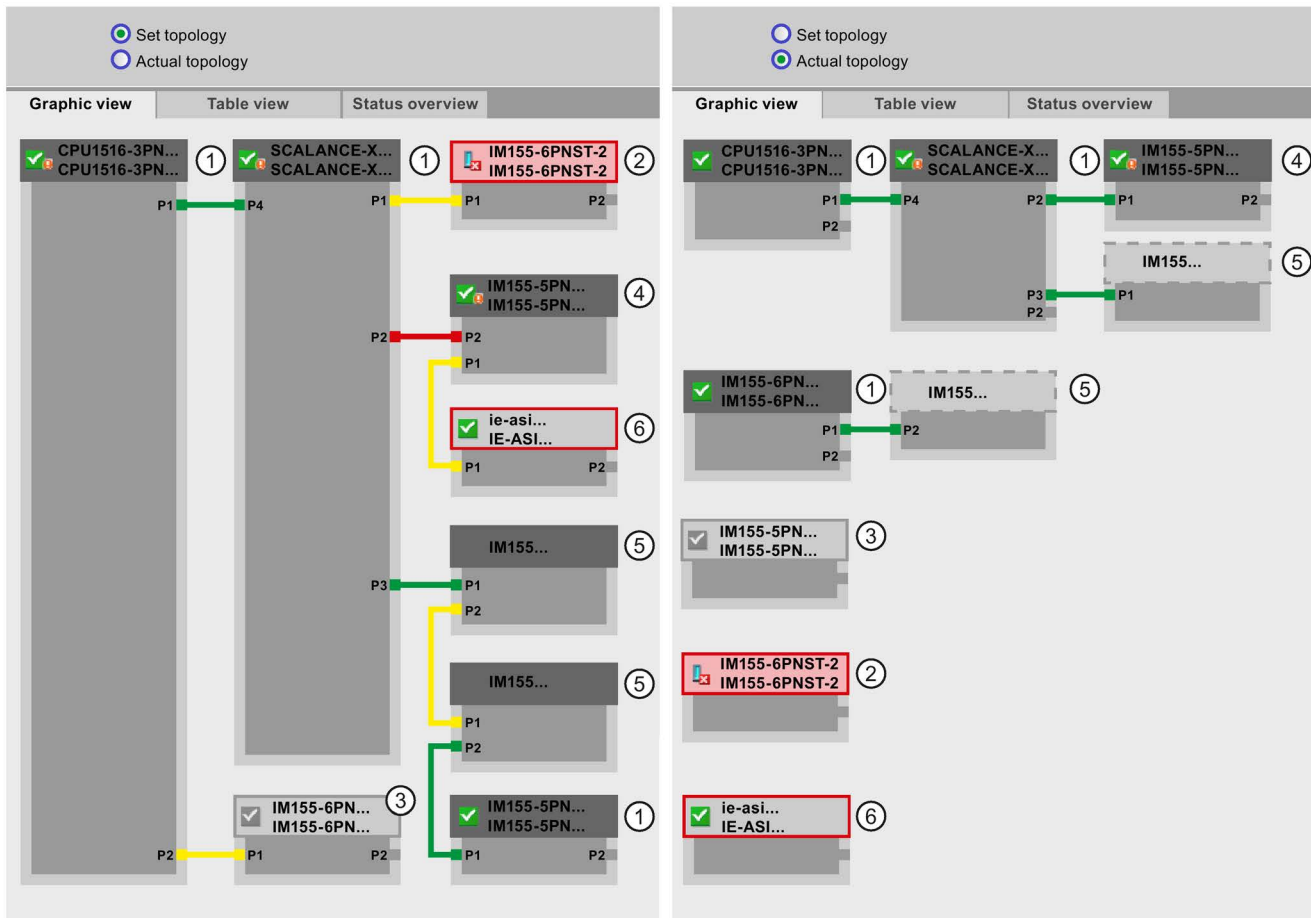 Set topology
Actual topology
Graphic view
Table view
Status overview
CPU1516-3PN...
CPU1516-3PN...
1
SCALANCE-X...
SCALANCE-X...
1
IM155-6PNST-2
IM155-6PNST-2
2
P1
P4
P1
P1
P2
IM155-5PN...
IM155-5PN...
4
P2
P2
P1
ie-asi...
IE-ASI...
6
P1
P2
IM155...
5
P3
P1
P2
IM155...
5
P1
P2
IM155-6PN...
IM155-6PN...
3
IM155-5PN...
IM155-5PN...
1
P2
P1
P2
P1
P2
Set topology
Actual topology
Graphic view
Table view
Status overview
CPU1516-3PN...
CPU1516-3PN...
1
SCALANCE-X...
SCALANCE-X...
1
IM155-5PN...
IM155-5PN...
4
P1
P4
P2
P1
P2
P2
IM155...
5
P3
P1
P2
IM155-6PN...
IM155-6PN...
1
IM155...
5
P1
P2
P2
IM155-5PN...
IM155-5PN...
3
IM155-6PNST-2
IM155-6PNST-2
2
ie-asi...
IE-ASI...
6